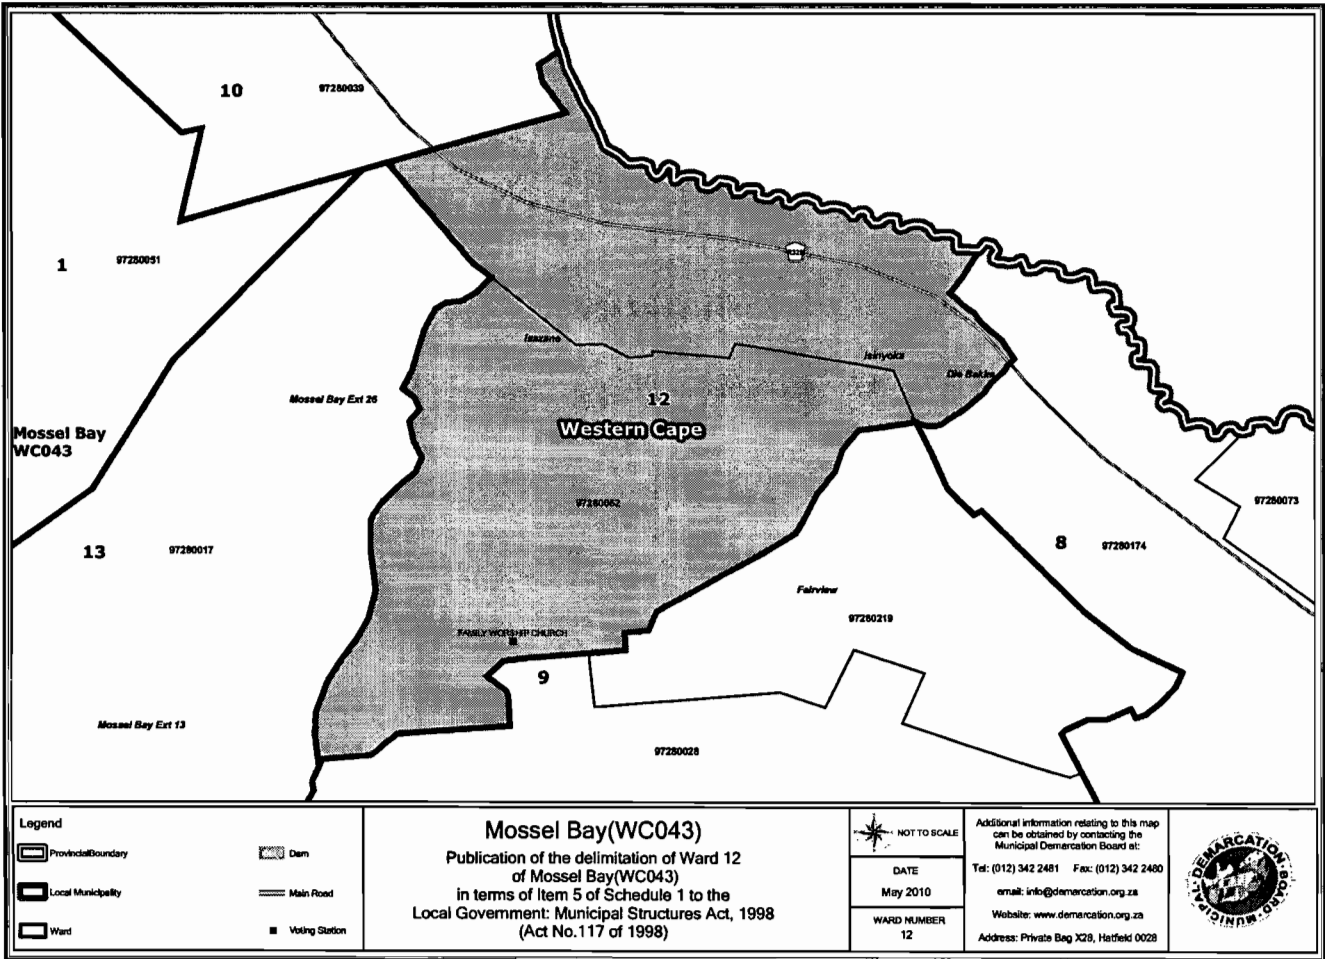 10
97280039
1
97280051
Isazane
Isinyoka
Die Bakke
Mossel Bay Ext 26
12
Western Cape
Mossel Bay
WC043
97280052
97280073
13
97280017
8
97280174
Fairview
97280219
FAMILY WORSHIP CHURCH
9
Mossel Bay Ext 13
97280028
Legend
ProvincialBoundary
Dam
Local Municipality
Main Road
Ward
Voting Station
Mossel Bay(WC043)
Publication of the delimitation of Ward 12
of Mossel Bay(WC043)
in terms of Item 5 of Schedule 1 to the
Local Government: Municipal Structures Act, 1998
(Act No.117 of 1998)
NOT TO SCALE
DATE
May 2010
WARD NUMBER
12
Additional information relating to this map
can be obtained by contacting the
Municipal Demarcation Board at:
Tel: (012) 342 2481 Fax: (012) 342 2480
email: info@demarcation.org.za
Website: www.demarcation.org.za
Address: Private Bag X28, Hatfield 0028
MUNICIPAL DEMARCATION BOARD